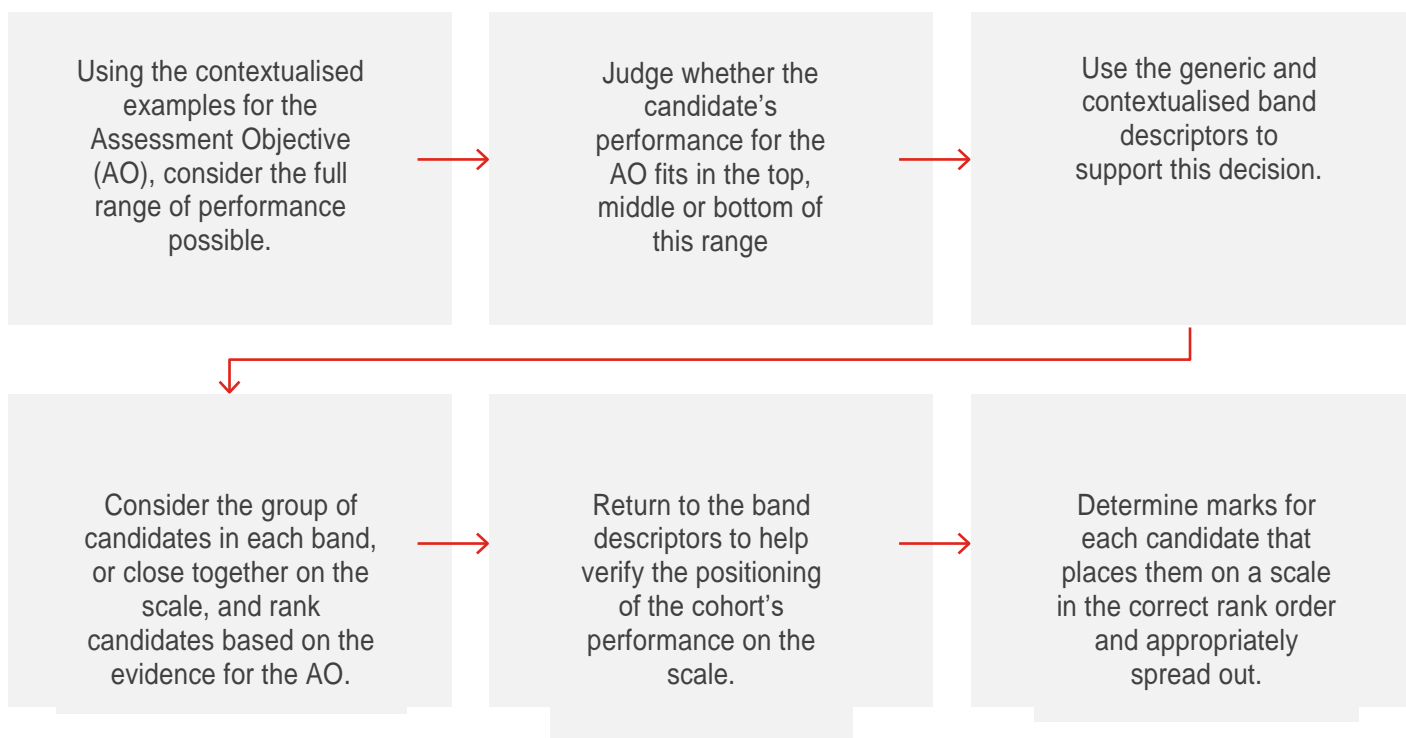 Using the contextualised
examples for the
Assessment Objective
(AO), consider the full
range of performance
possible.
Judge whether the
candidate's
performance for the
AO fits in the top,
middle or bottom of
this range
Use the generic and
contextualised band
descriptors to
support this decision.
Consider the group of
candidates in each band,
or close together on the
scale, and rank
candidates based on the
evidence for the AO.
Return to the band
descriptors to help
verify the positioning
of the cohort's
performance on the
scale.
Determine marks for
each candidate that
places them on a scale
in the correct rank order
and appropriately
spread out.